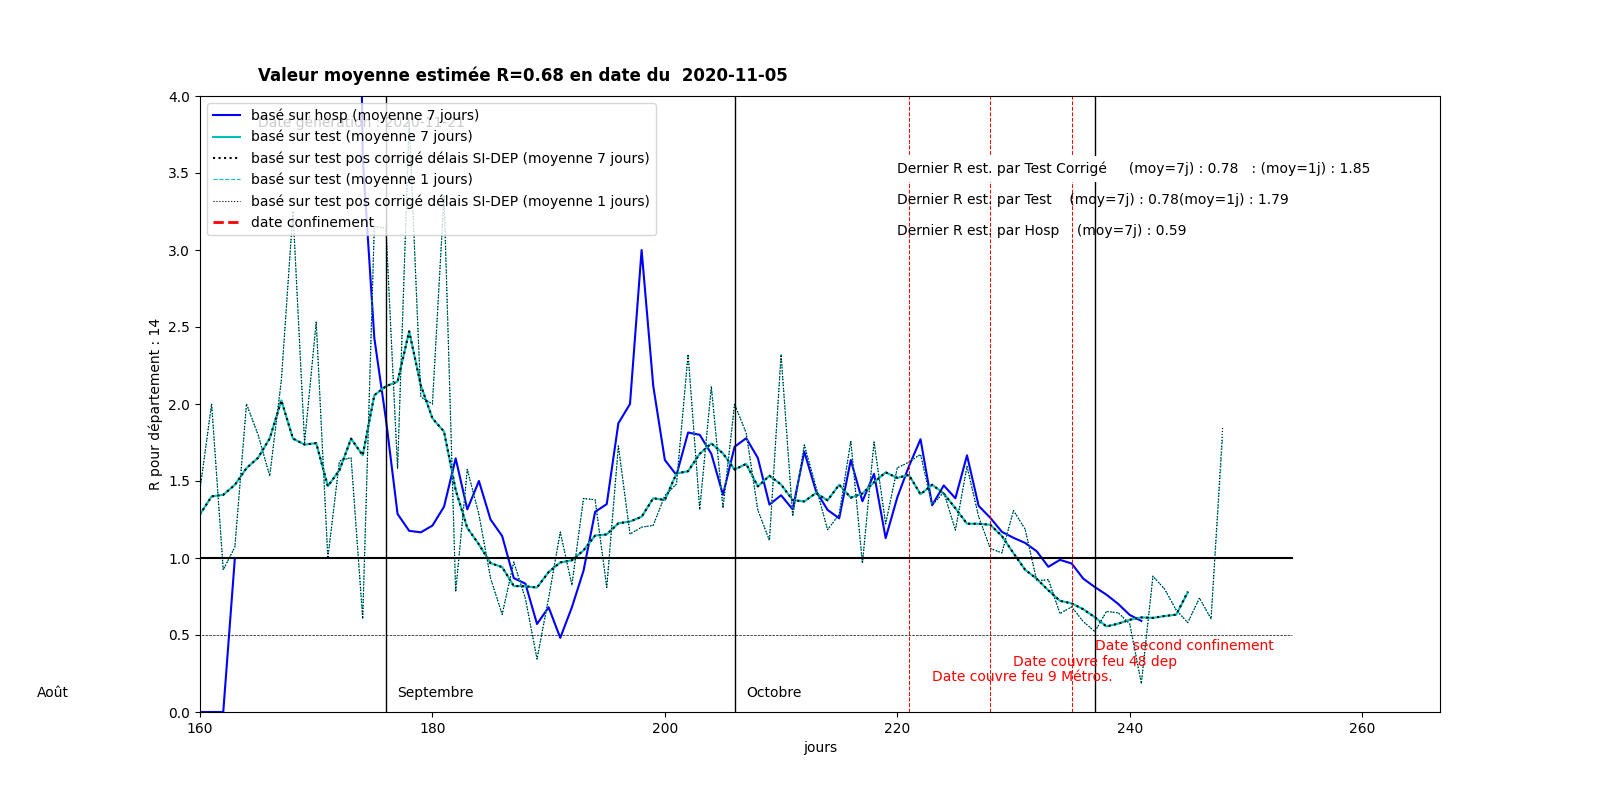 Valeur moyenne estimée R=0.68 en date du  2020-11-05
Date génération : 2020-11-21
basé sur hosp (moyenne 7 jours)
basé sur test (moyenne 7 jours)
basé sur test pos corrigé délais SI-DEP (moyenne 7 jours)
basé sur test (moyenne 1 jours)
basé sur test pos corrigé délais SI-DEP (moyenne 1 jours)
date confinement
Dernier R est. par Test Corrigé     (moy=7j) : 0.78   : (moy=1j) : 1.85
Dernier R est. par Test    (moy=7j) : 0.78(moy=1j) : 1.79
Dernier R est. par Hosp    (moy=7j) : 0.59
R pour département : 14
4.0
3.5
3.0
2.5
2.0
1.5
1.0
0.5
0.0
Date second confinement
Date couvre feu 48 dep
Date couvre feu 9 Métros.
Août
Septembre
Octobre
160
180
200
220
240
260
jours